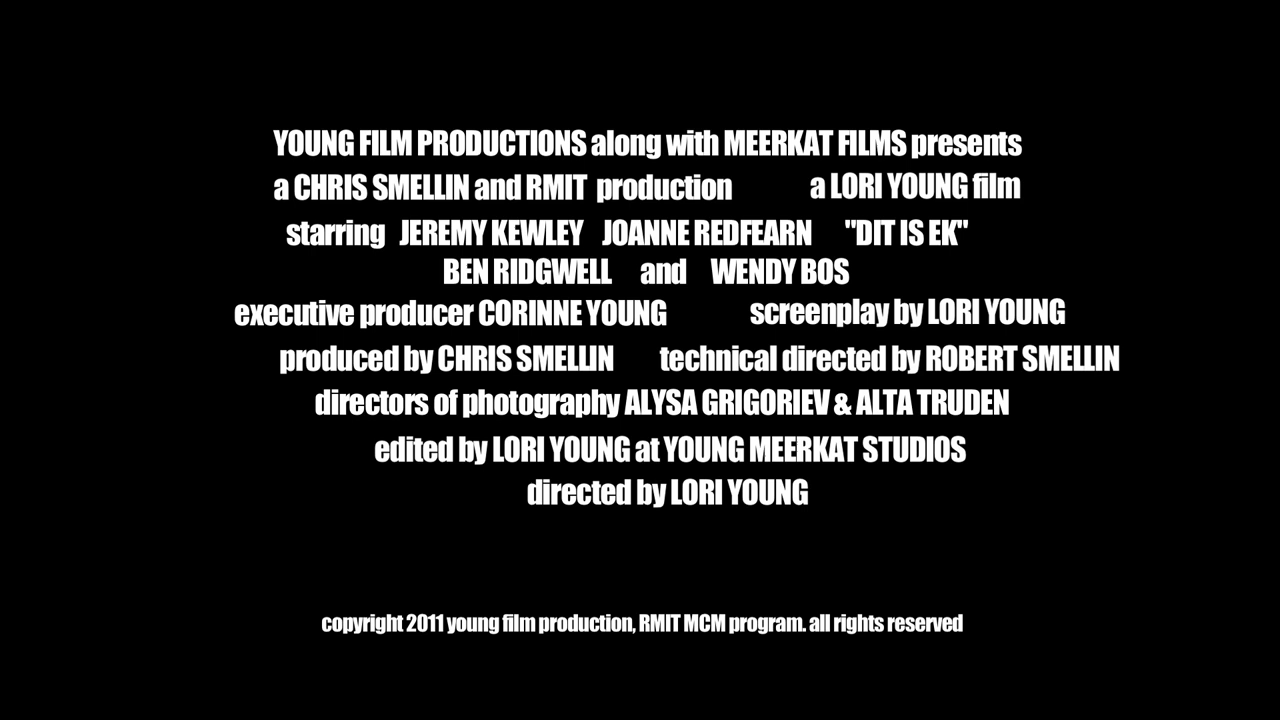 YOUNG FILM PRODUCTIONS along with MEERKAT FILMS presents
a CHRIS SMELLIN and RMIT production a LORI YOUNG film
starring JEREMY KEWLEY JOANNE REDFEARN "DIT IS EK"
BEN RIDGWELL and WENDY BOS
executive producer CORINNE YOUNG screenplay by LORI YOUNG
produced by CHRIS SMELLIN technical directed by ROBERT SMELLIN
directors of photography ALYSA GRIGORIEV & ALTA TRUDEN
edited by LORI YOUNG at YOUNG MEERKAT STUDIOS
directed by LORI YOUNG
copyright 2011 young film production, RMIT MCM program. all rights reserved